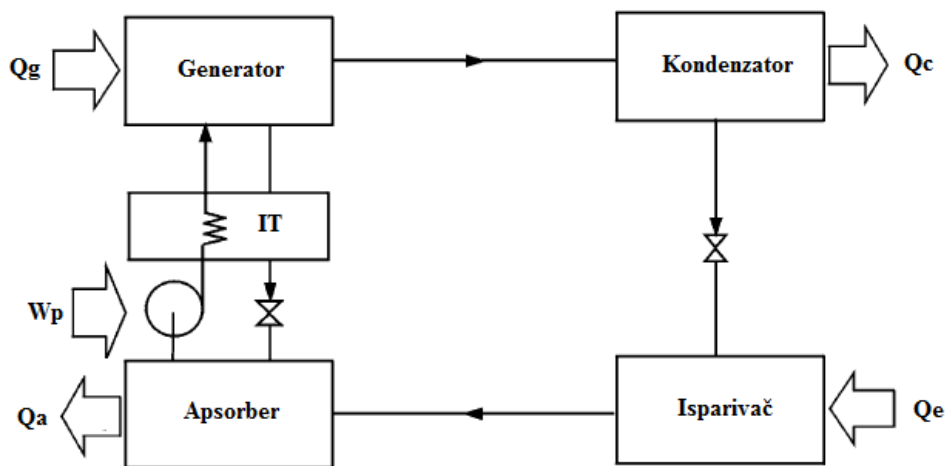 Qg
Generator
Kondenzator
Qc
IT
Wp
Qa
Apsorber
Isparivač
Qe